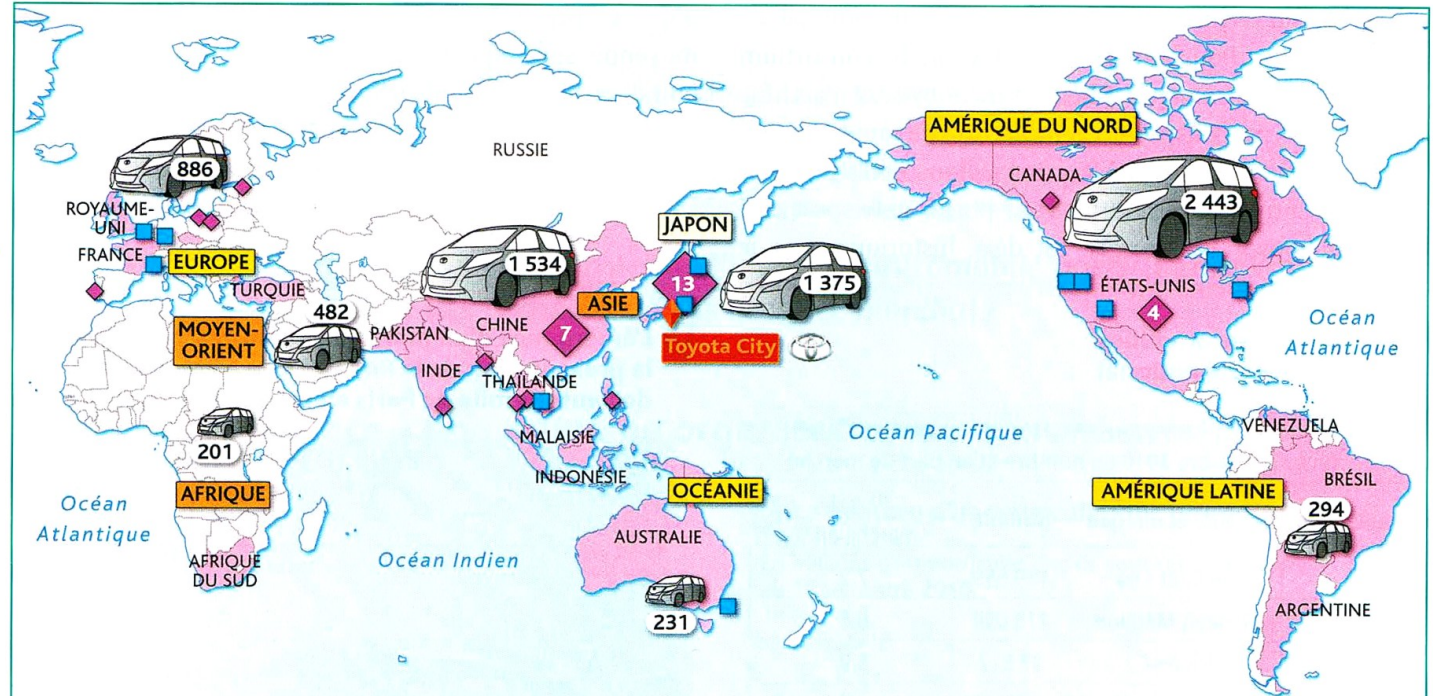 AMÉRIQUE DU NORD
RUSSIE
CANADA
886
2 443
ROYAUME-
UNI
JAPON
FRANCE
EUROPE
1 534
13
1 375
TURQUIE
ASIE
ÉTATS-UNIS
482
4
MOYEN-
ORIENT
PAKISTAN
CHINE
7
Toyota City
Océan
Atlantique
INDE
THAÏLANDE
201
MALAISIE
Océan Pacifique
VENEZUELA
INDONÉSIE
BRÉSIL
AFRIQUE
OCÉANIE
AMÉRIQUE LATINE
294
Océan
Atlantique
AUSTRALIE
Océan Indien
AFRIQUE
DU SUD
231
ARGENTINE